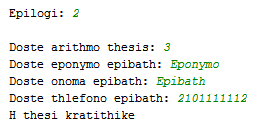 Epilogi: 2
Doste arithmo thesis: 3
Doste eponymo epibath: Eponymo
Doste onoma epibath: Epibath
Doste thlefono epibath: 2101111112
H thesi kratithike